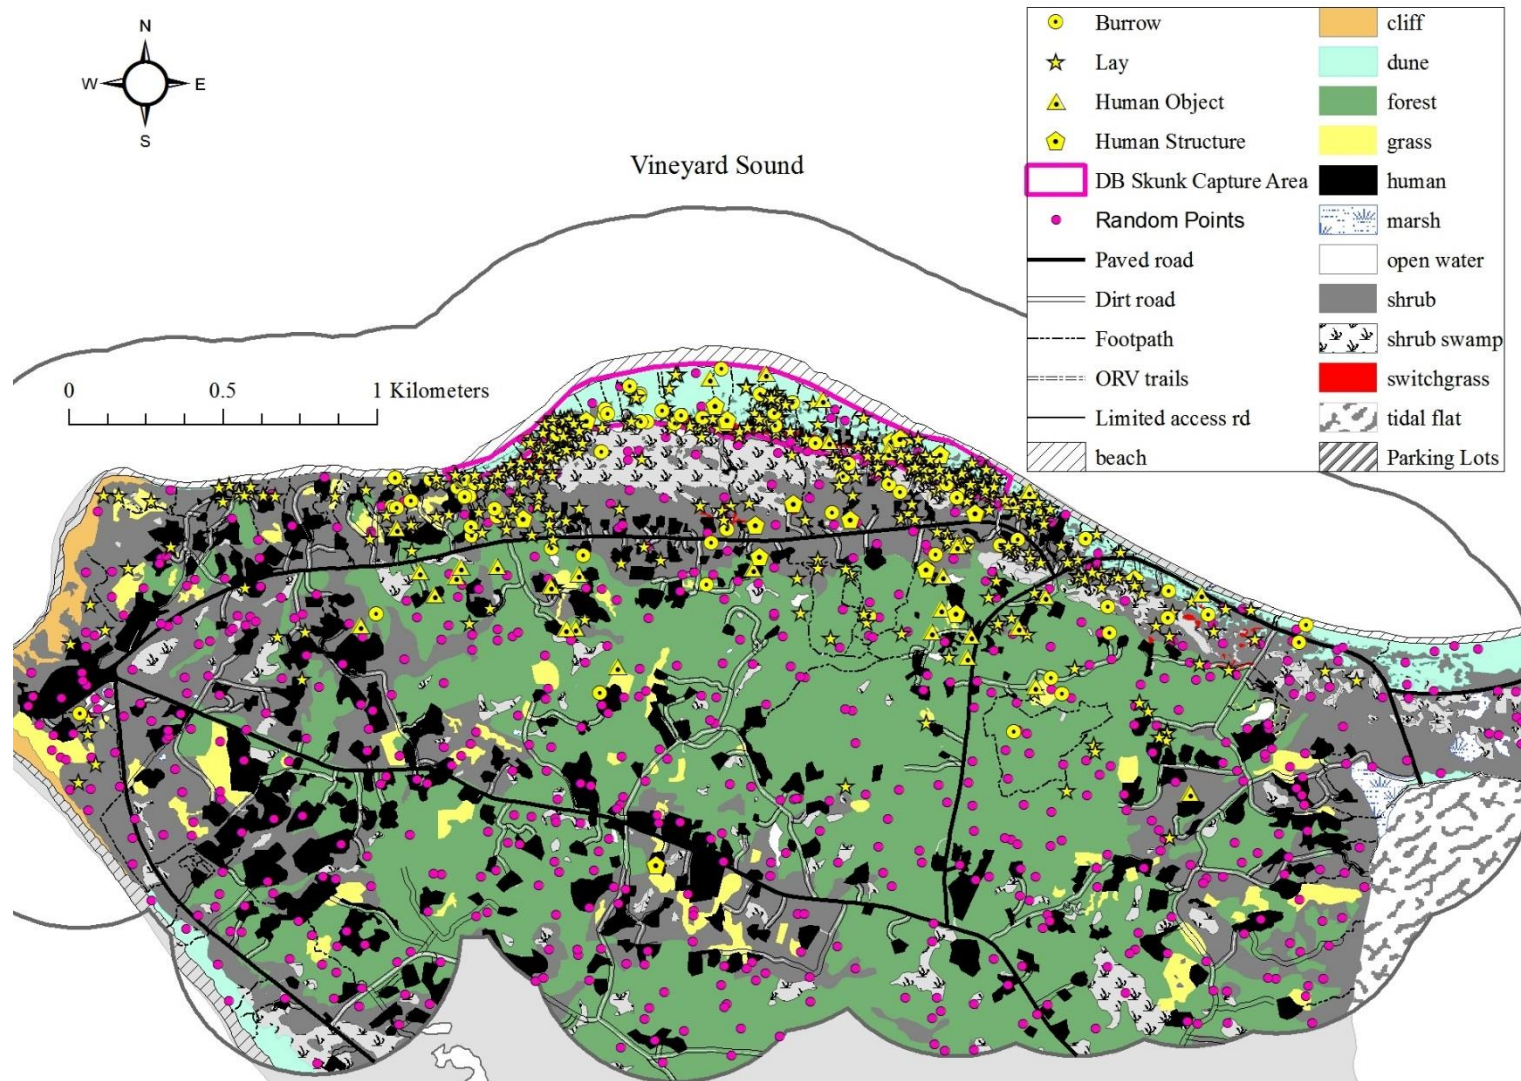 N
W E
S
Vineyard Sound
0 0.5 1 Kilometers
Burrow
Lay
Human Object
Human Structure
DB Skunk Capture Area
Random Points
Paved road
Dirt road
Footpath
ORV trails
Limited access rd
beach
cliff
dune
forest
grass
human
marsh
open water
shrub
shrub swamp
switchgrass
tidal flat
Parking Lots